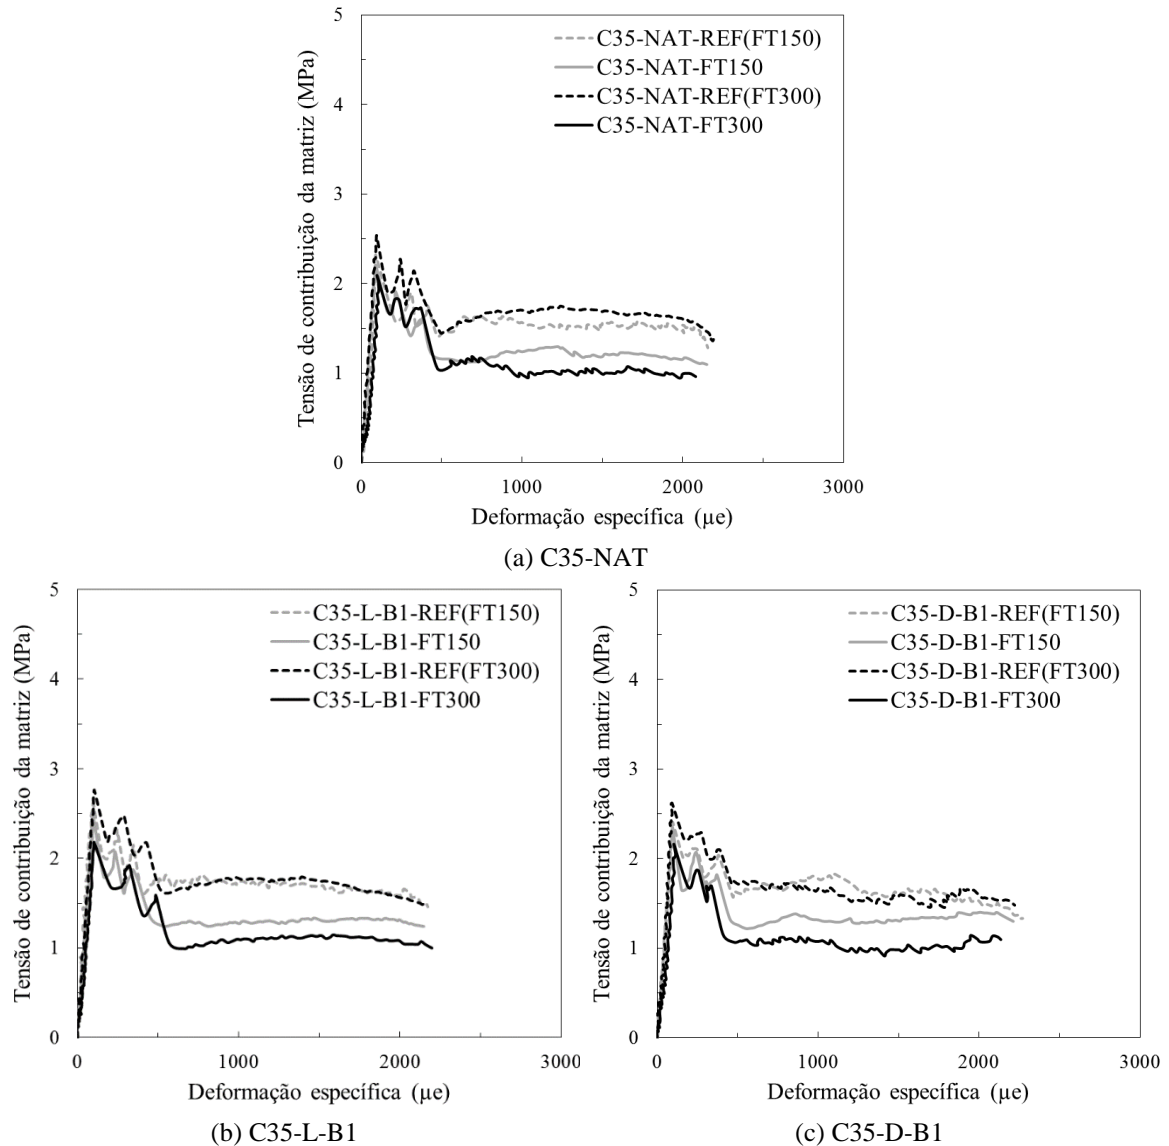 Tensão de contribuição da matriz (MPa)
5
4
3
2
1
0
C35-NAT-REF(FT150)
C35-NAT-FT150
C35-NAT-REF(FT300)
C35-NAT-FT300
0 1000 2000 3000
Deformação específica (µe)
(a) C35-NAT
Tensão de contribuição da matriz (MPa)
5
4
3
2
1
0
C35-L-B1-REF(FT150)
C35-L-B1-FT150
C35-L-B1-REF(FT300)
C35-L-B1-FT300
0 1000 2000 3000
Deformação específica (µe)
(b) C35-L-B1
Tensão de contribuição da matriz (MPa)
5
4
3
2
1
0
C35-D-B1-REF(FT150)
C35-D-B1-FT150
C35-D-B1-REF(FT300)
C35-D-B1-FT300
0 1000 2000 3000
Deformação específica (µe)
(c) C35-D-B1